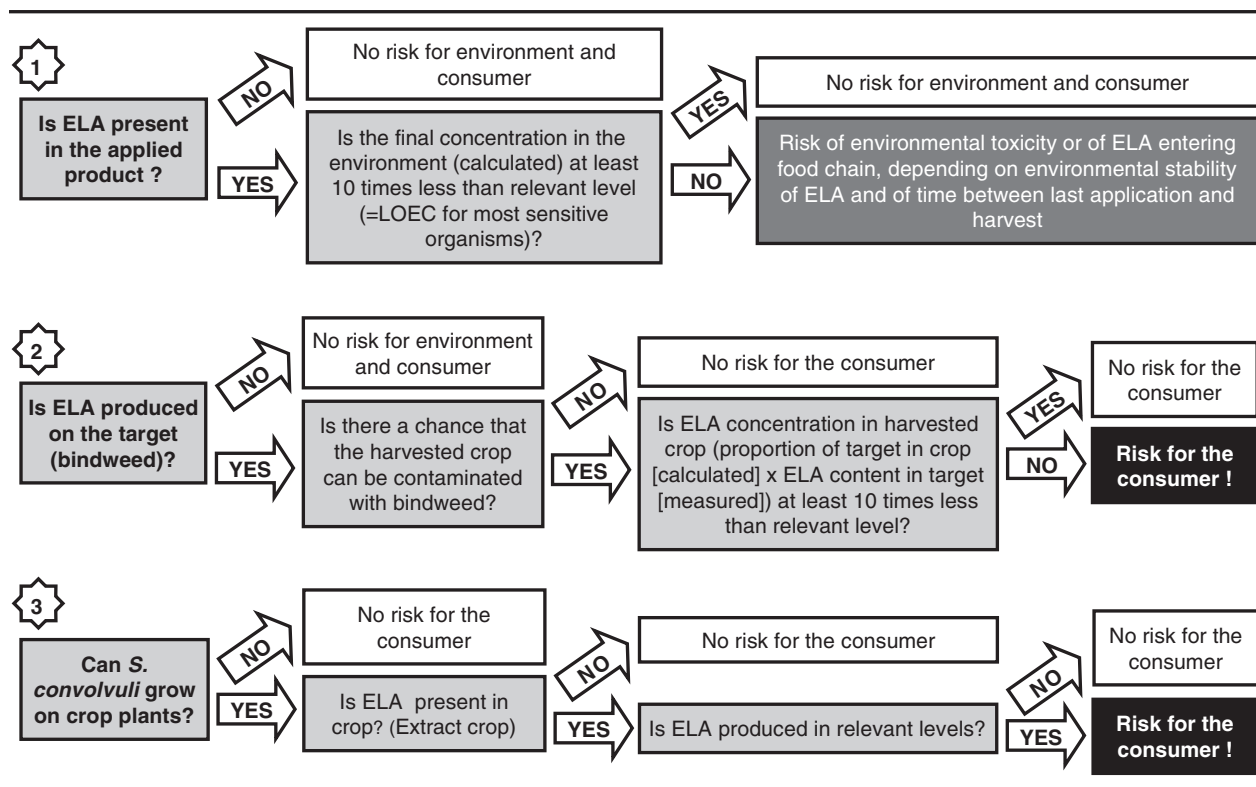 1
Is ELA present
in the applied
product ?
NO
YES
No risk for environment and
consumer
Is the final concentration in the
environment (calculated) at least
10 times less than relevant level
(=LOEC for most sensitive
organisms)?
YES
NO
No risk for environment and consumer
Risk of environmental toxicity or of ELA entering
food chain, depending on environmental stability
of ELA and of time between last application and
harvest
2
Is ELA produced
on the target
(bindweed)?
NO
YES
No risk for environment
and consumer
Is there a chance that
the harvested crop
can be contaminated
with bindweed?
NO
YES
No risk for the consumer
Is ELA concentration in harvested
crop (proportion of target in crop
[calculated] x ELA content in target
[measured]) at least 10 times less
than relevant level?
YES
NO
No risk for the
consumer
Risk for the
consumer !
3
Can S.
convolvuli grow
on crop plants?
NO
YES
No risk for the
consumer
Is ELA present in
crop? (Extract crop)
NO
YES
No risk for the consumer
Is ELA produced in relevant levels?
NO
YES
No risk for the
consumer
Risk for the
consumer !